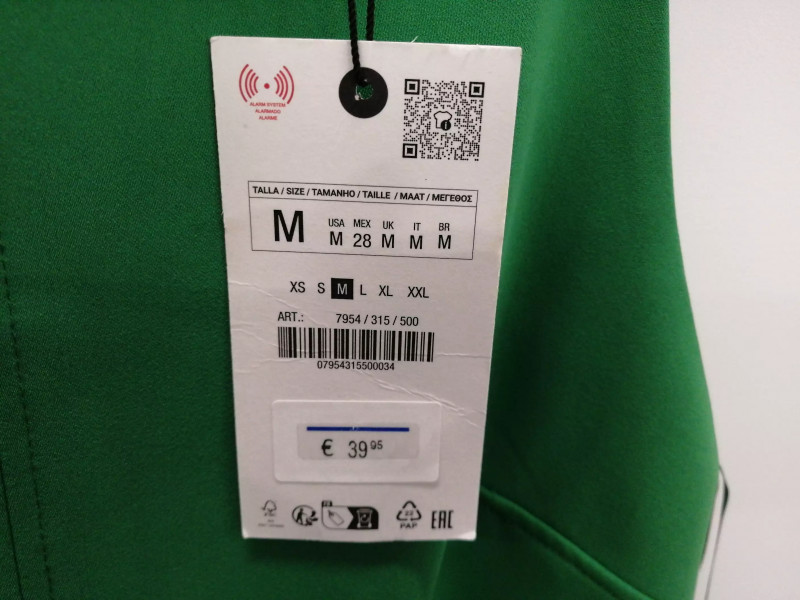 ALARM SYSTEM
ALARMADO
ALARME
TALLA / SIZE / TAMANHO / TAILLE / MAAT / ΜΕΓΕΘΟΣ
M
USA MEX UK IT BR
M 28 M M M
XS S M L XL XXL
ART.: 7954 / 315 / 500
07954315500034
€ 39 95
22
PAP
EAC